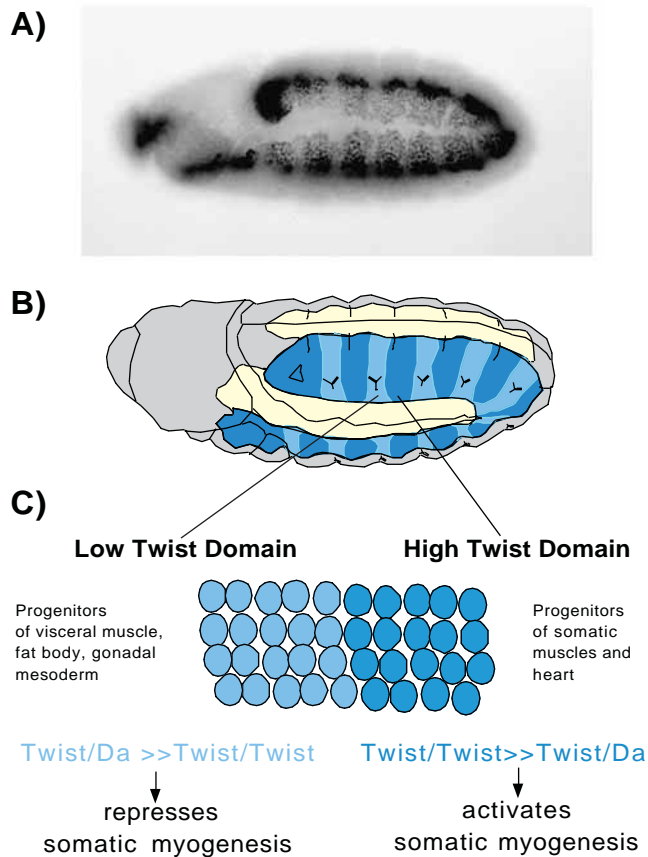 A)
B)
C)
Low Twist Domain
High Twist Domain
Progenitors
of visceral muscle,
fat body, gonadal
mesoderm
Progenitors
of somatic
muscles and
heart
Twist/Da >>Twist/Twist
Twist/Twist>>Twist/Da
represses
somatic myogenesis
activates
somatic myogenesis